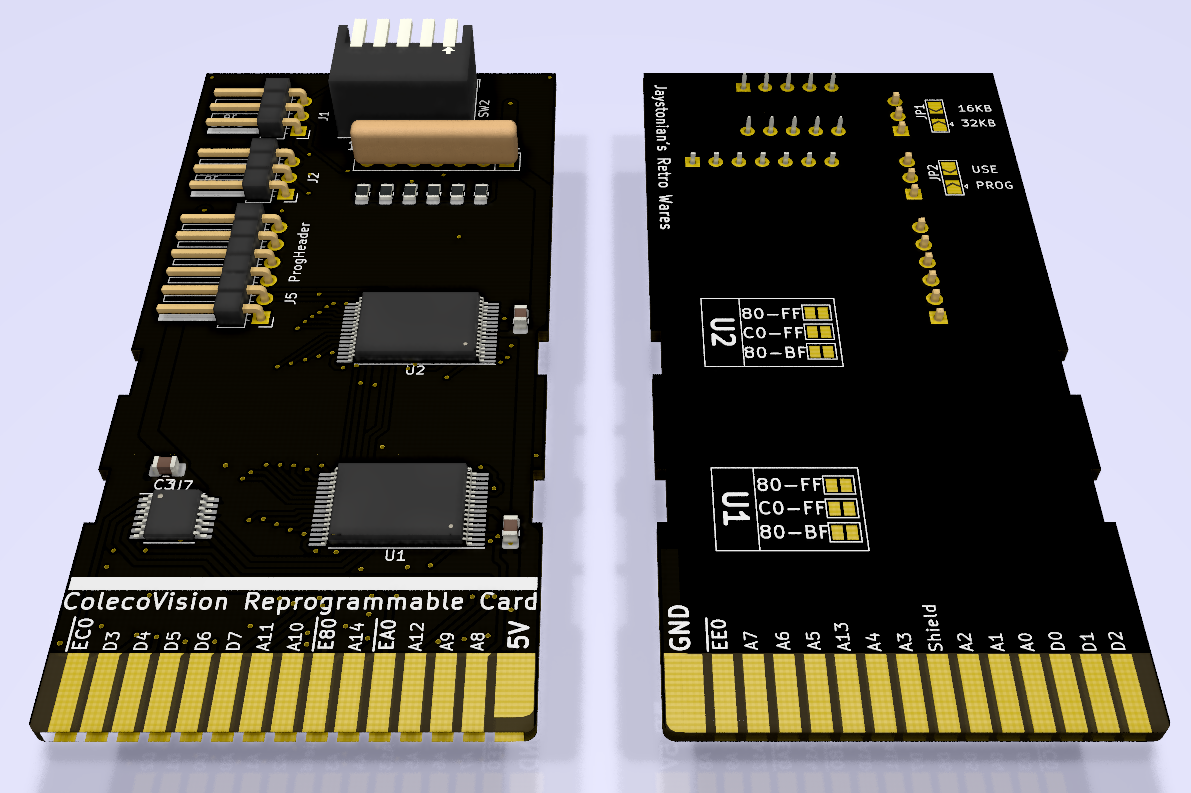 J1
SW2
J2
ProgHeader
J5
U2
C3
U7
U1
ColecoVision Reprogrammable Card
EC0
D3
D4
D5
D6
D7
A11
A10
E80
A14
EA0
A12
A9
A8
5V
Jaystonian's Retro Wares
JP1
16KB
32KB
JP2
USE
PROG
U2
80-FF
C0-FF
80-BF
U1
80-FF
C0-FF
80-BF
GND
EE0
A7
A6
A5
A13
A4
A3
Shield
A2
A1
A0
D0
D1
D2